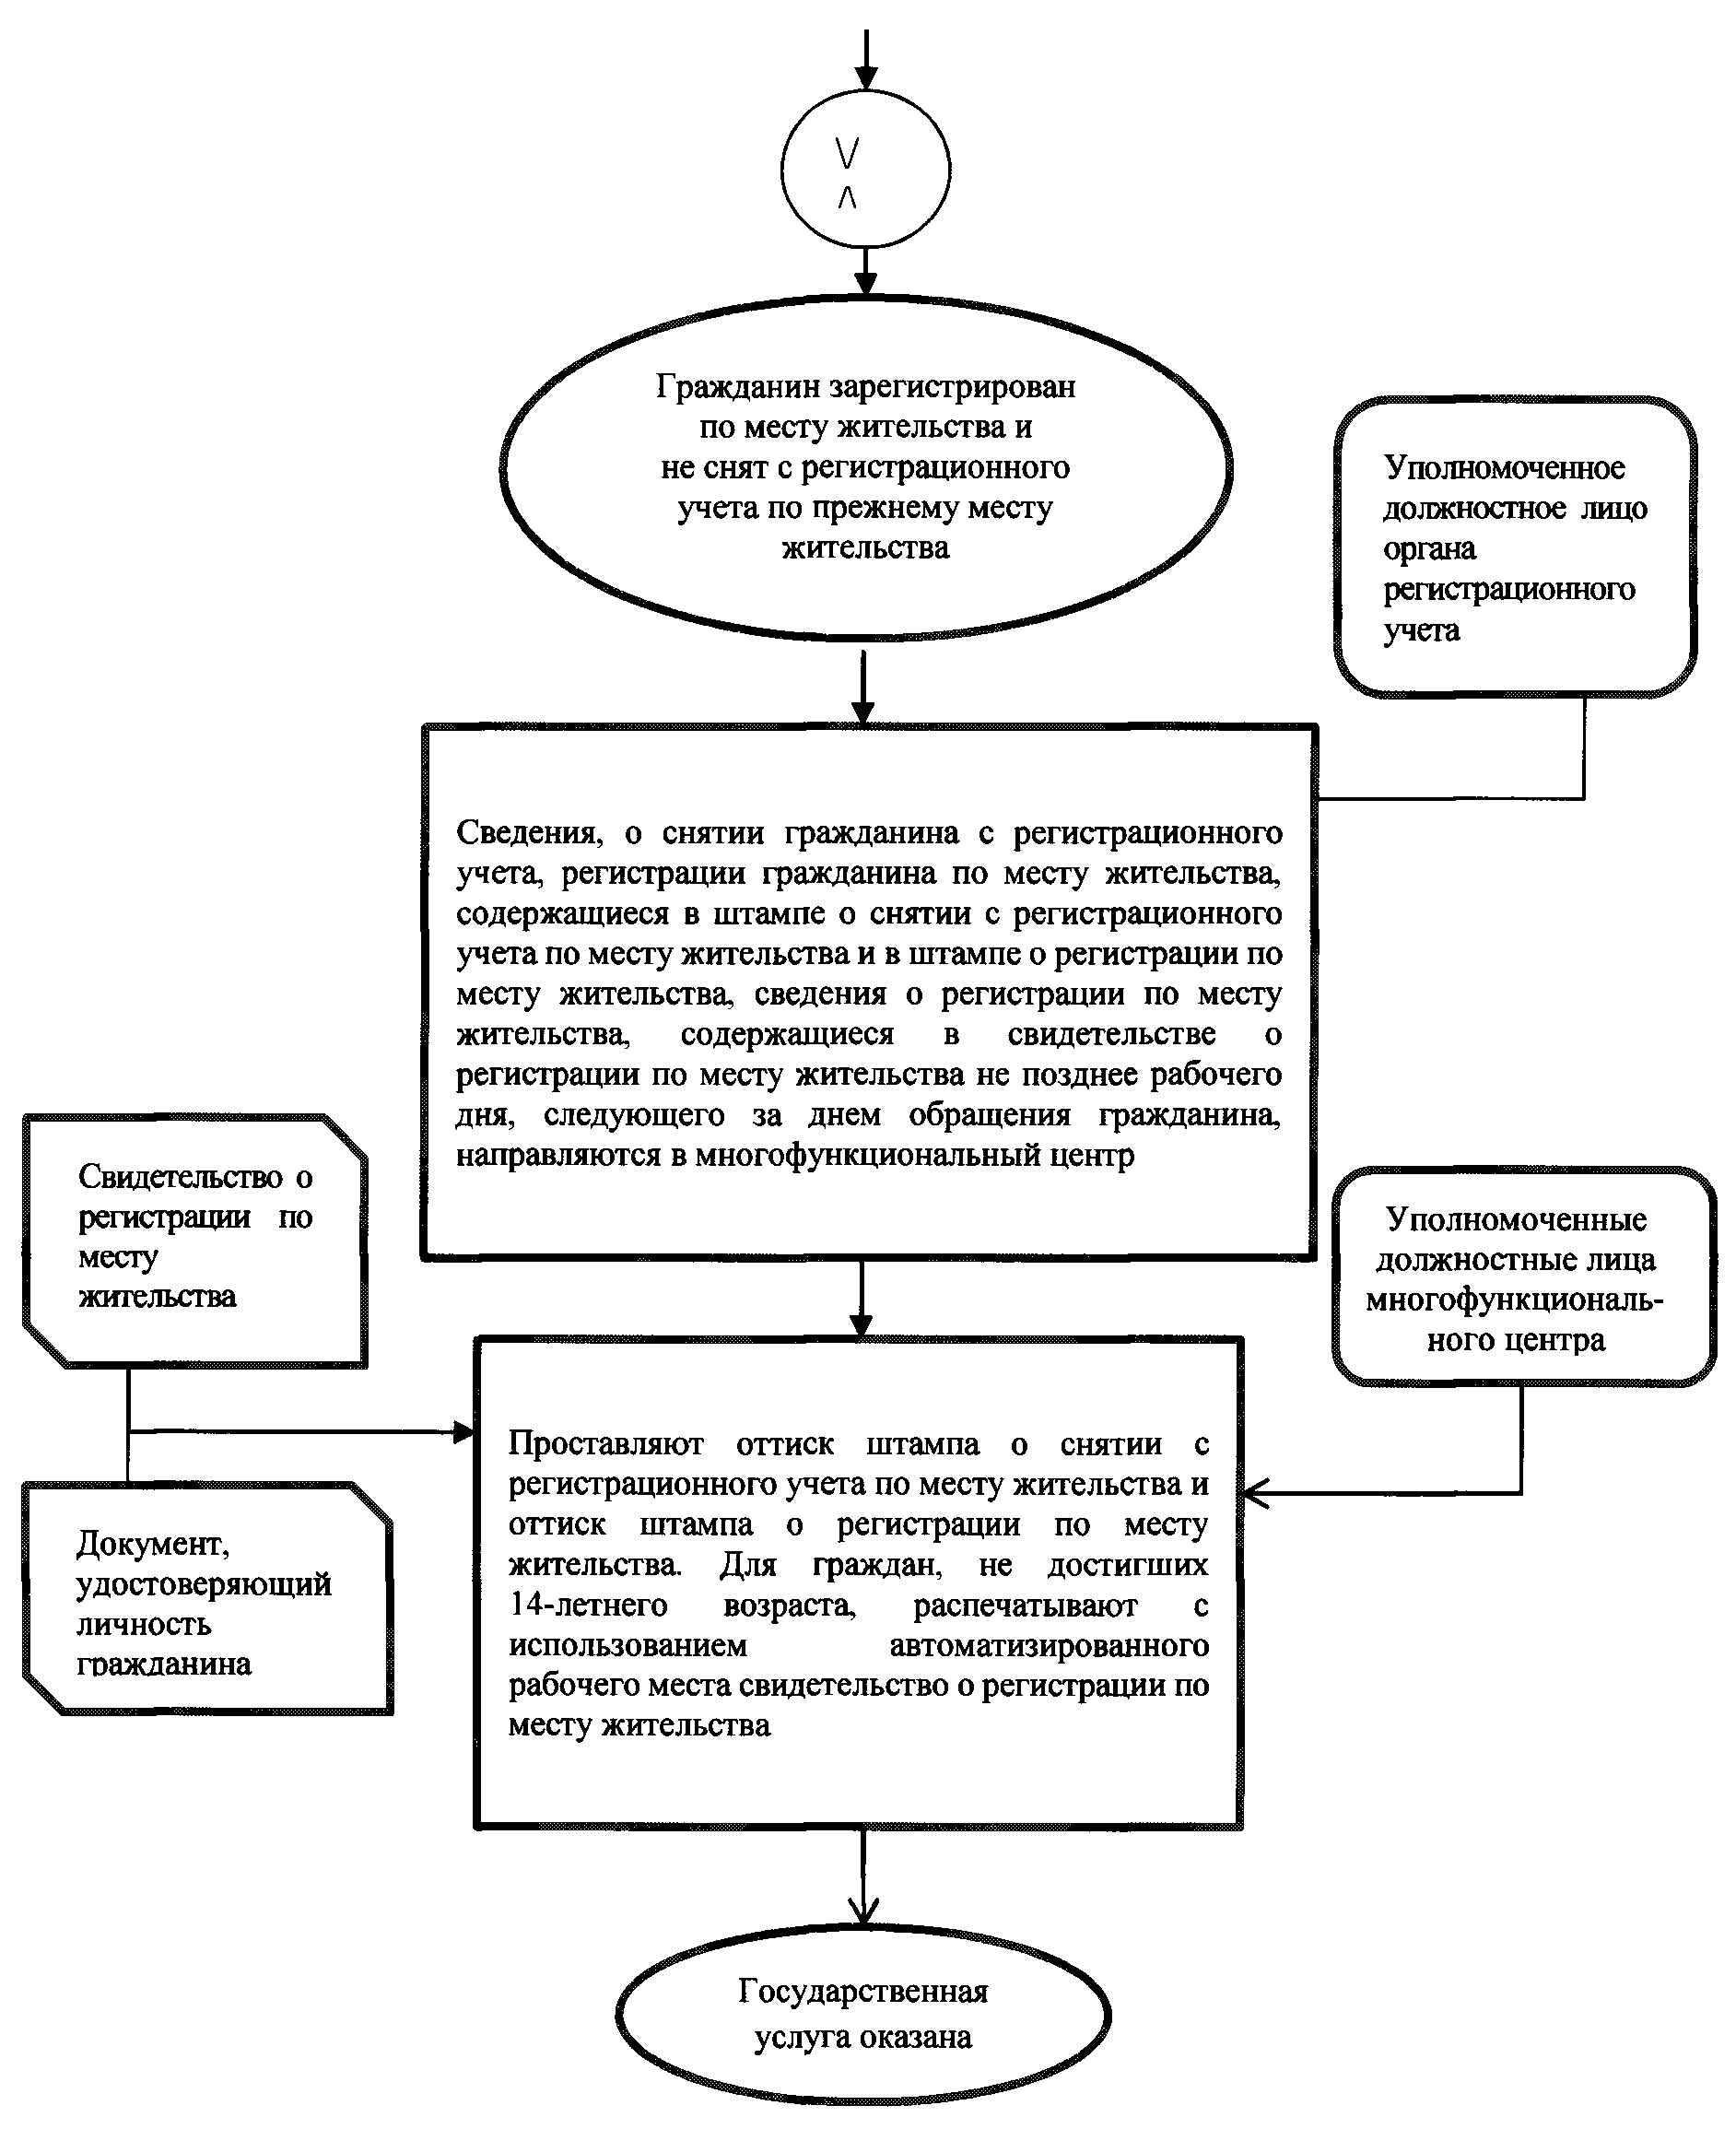 V
Λ
Гражданин зарегистрирован
по месту жительства и
не снят с регистрационного
учета по прежнему месту
жительства
Уполномоченное
должностное лицо
органа
регистрационного
учета
Сведения, о снятии гражданина с регистрационного
учета, регистрации гражданина по месту жительства,
содержащиеся в штампе о снятии с регистрационного
учета по месту жительства и в штампе о регистрации по
месту жительства, сведения о регистрации по месту
жительства, содержащиеся в свидетельстве о
регистрации по месту жительства не позднее рабочего
дня, следующего за днем обращения гражданина,
направляются в многофункциональный центр
Свидетельство о
регистрации по
месту
жительства
Уполномоченные
должностные лица
многофункциональ-
ного центра
Проставляют оттиск штампа о снятии с
регистрационного учета по месту жительства и
оттиск штампа о регистрации по месту
жительства. Для граждан, не достигших
14-летнего возраста, распечатывают с
использованием автоматизированного
рабочего места свидетельство о регистрации по
месту жительства
Документ,
удостоверяющий
личность
гражданина
Государственная
услуга оказана